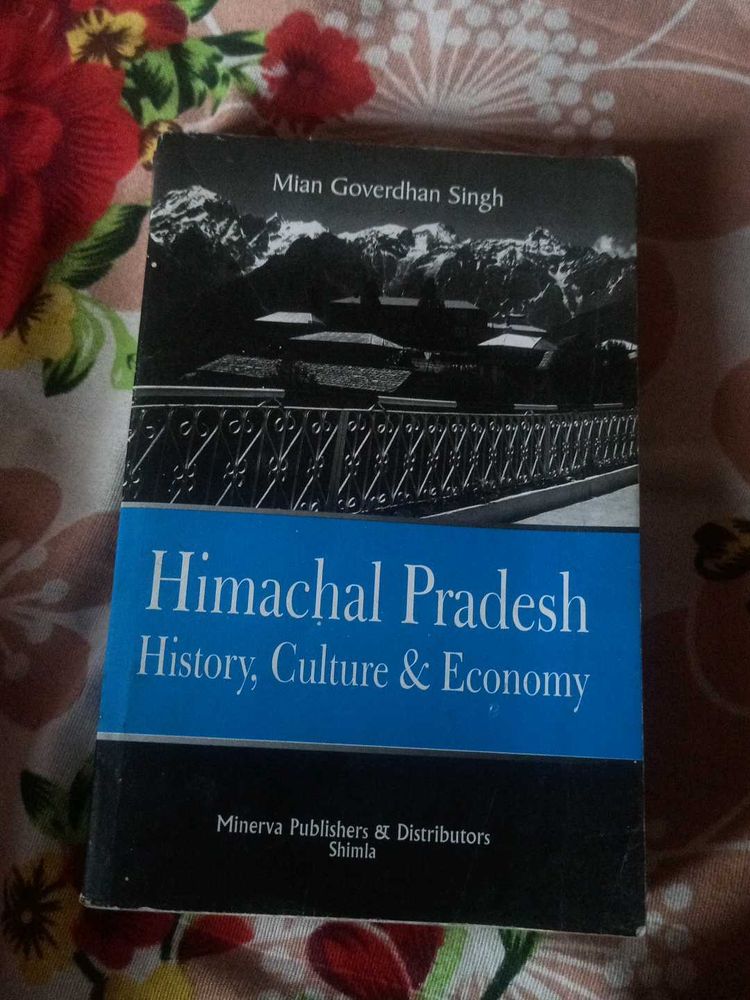 Mian Goverdhan Singh
Himachal Pradesh
History, Culture & Economy
Minerva Publishers & Distributors
Shimla